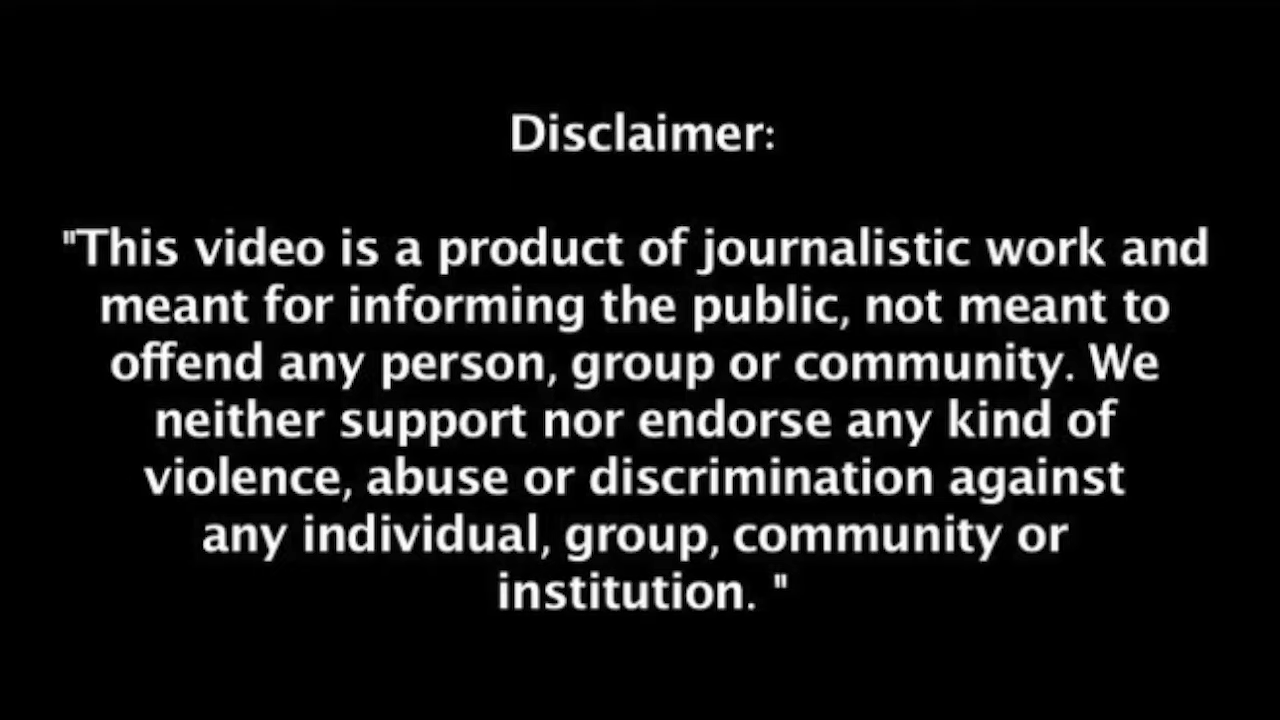 Disclaimer:
"This video is a product of journalistic work and
meant for informing the public, not meant to
offend any person, group or community. We
neither support nor endorse any kind of
violence, abuse or discrimination against
any individual, group, community or
institution. "